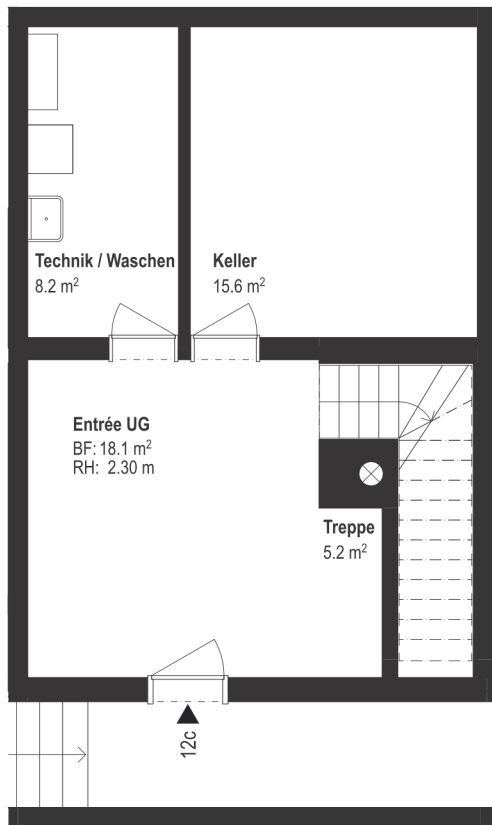 Technik / Waschen
8.2 m²
Keller
15.6 m²
Entrée UG
BF: 18.1 m²
RH: 2.30 m
Treppe
5.2 m²
12c